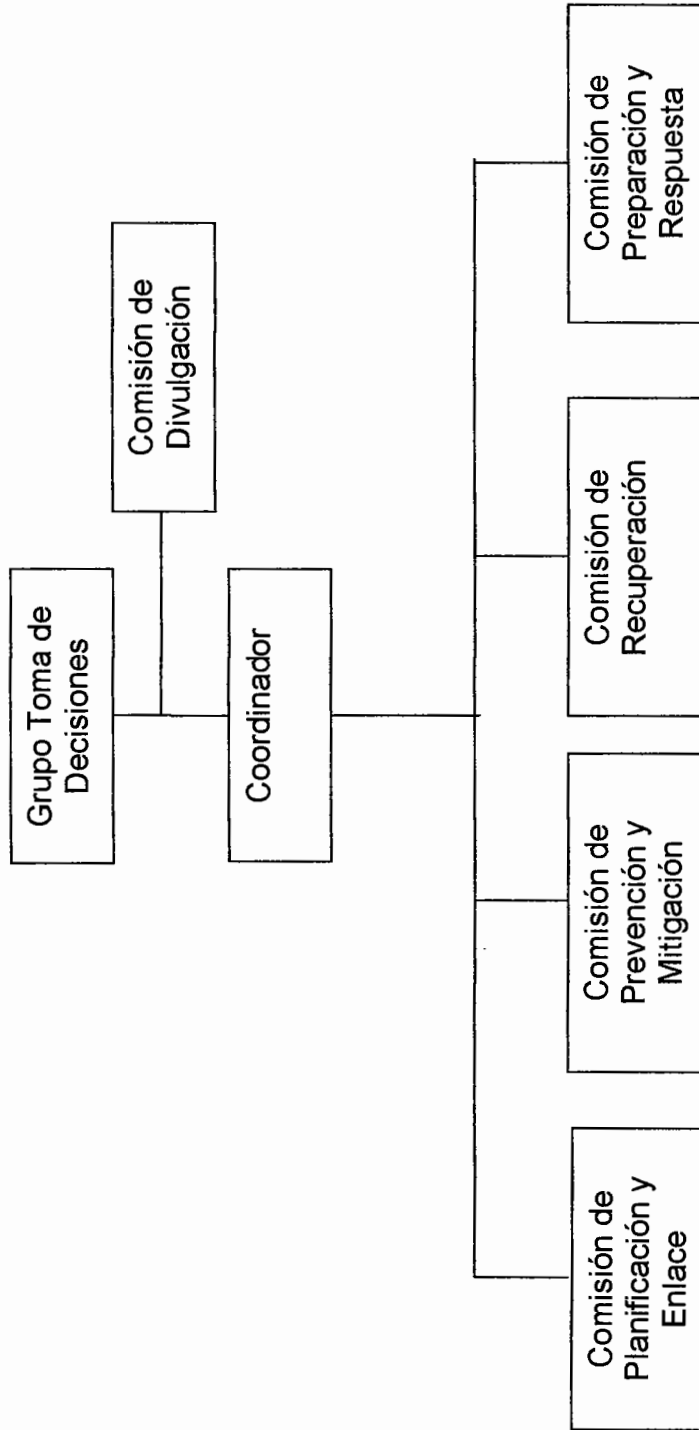 Grupo Toma de
Decisiones
Comisión de
Divulgación
Coordinador
Comisión de
Planificación y
Enlace
Comisión de
Prevención y
Mitigación
Comisión de
Recuperación
Comisión de
Preparación y
Respuesta